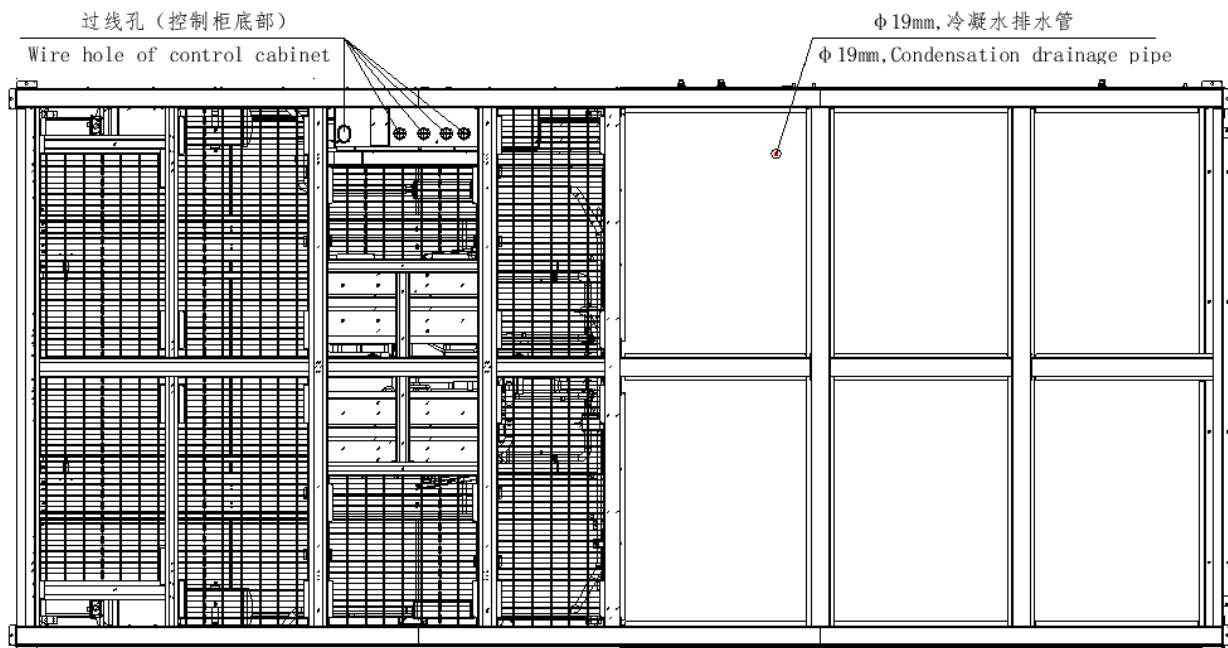 过线孔（控制柜底部）
Wire hole of control cabinet
φ19mm,冷凝水排水管
φ19mm,Condensation drainage pipe